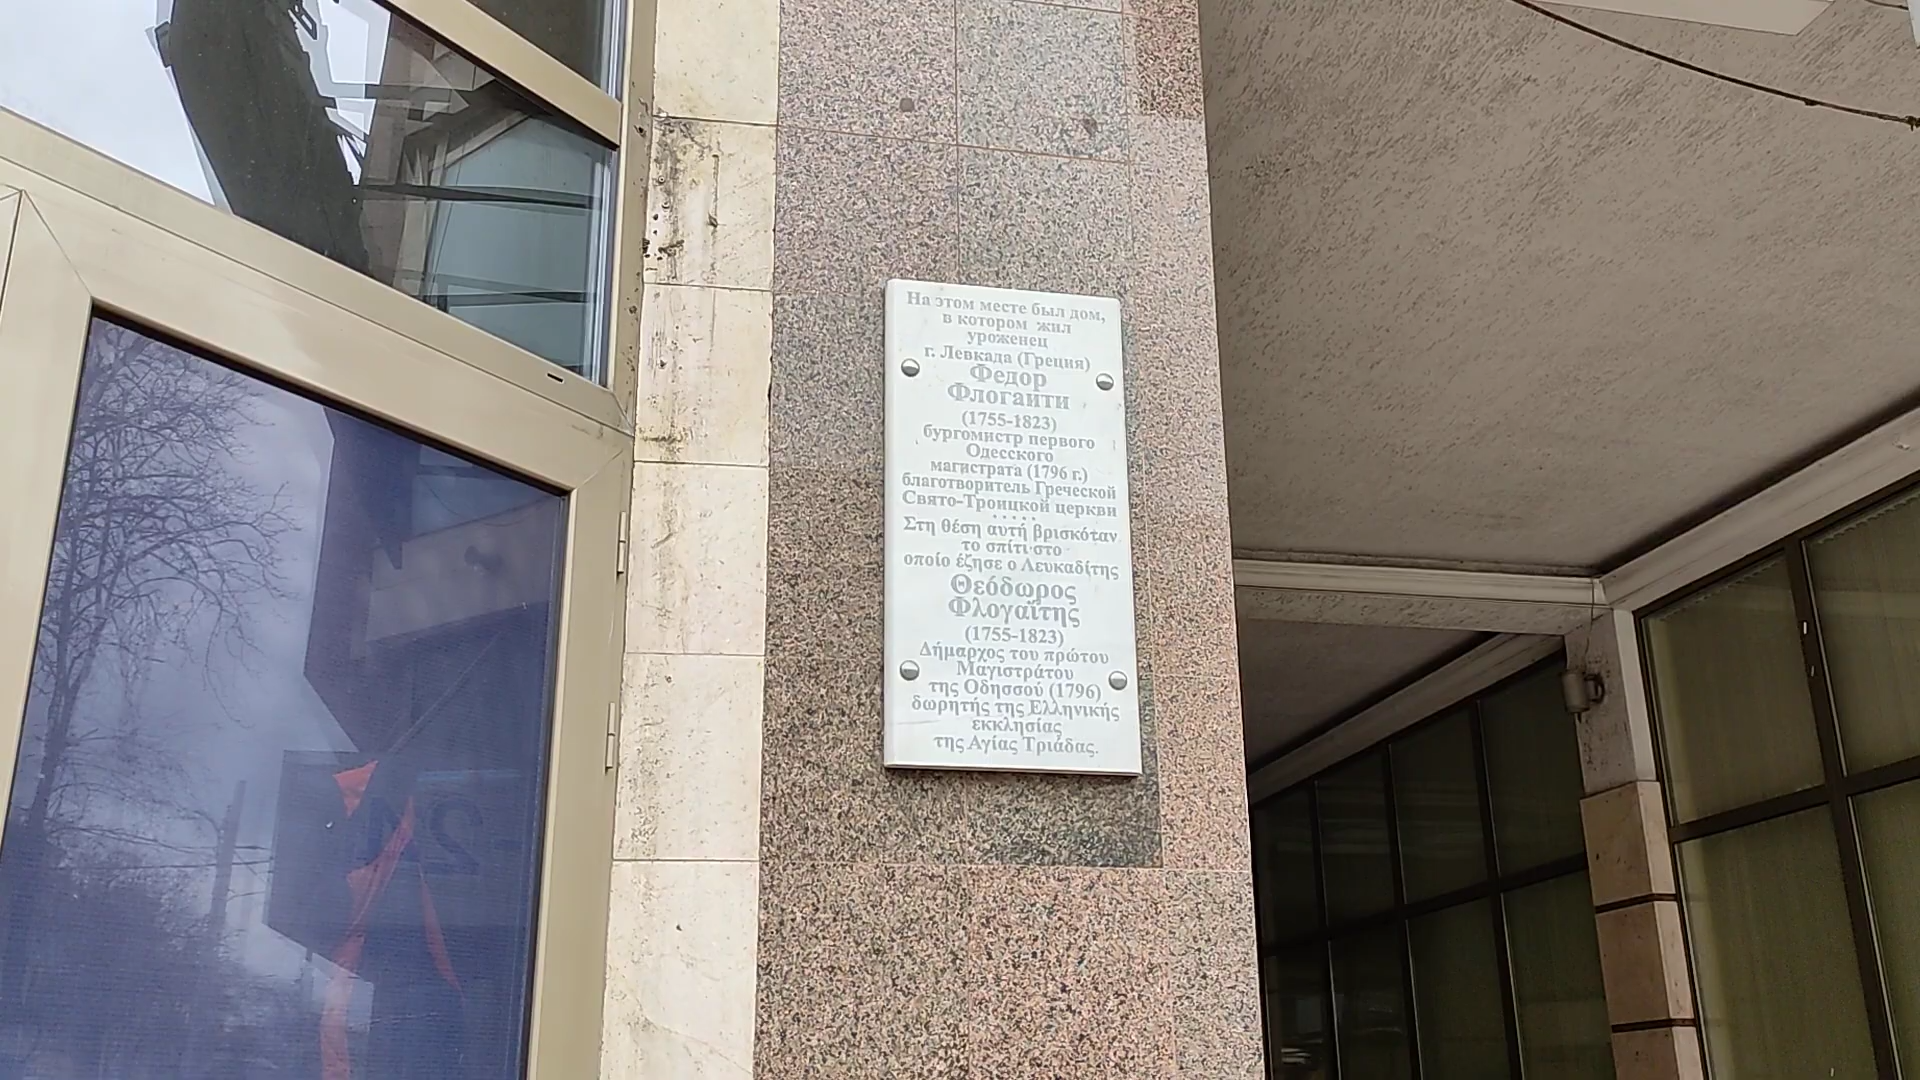 На этом месте был дом,
в котором жил
уроженец
г. Левкада (Греция)
Федор
Флогаити
(1755-1823)
бургомистр первого
Одесского
магистрата (1796 г.)
благотворитель Греческой
Свято-Троицкой церкви
.....
Στη θέση αυτή βρισκόταν
το σπίτι στο
οποίο έζησε ο Λευκαδίτης
Θεόδωρος
Φλογαΐτης
(1755-1823)
Δήμαρχος του πρώτου
Μαγιστράτου
της Οδησσού (1796)
δωρητής της Ελληνικής
εκκλησίας
της Αγίας Τριάδας.
24